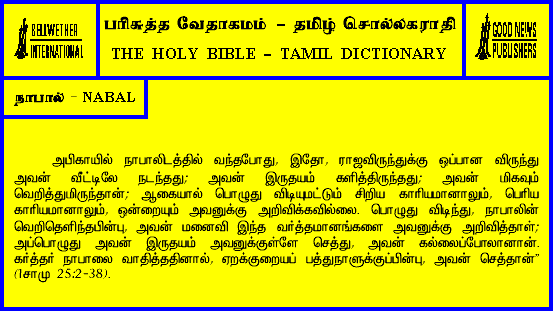 BELLWETHER
INTERNATIONAL
பரிசுத்த வேதாகமம் - தமிழ் சொல்லகராதி
THE HOLY BIBLE - TAMIL DICTIONARY
GOOD NEWS
PUBLISHERS
நாபால் - NABAL
அபிகாயில் நாபாலிடத்தில் வந்தபோது, இதோ, ராஜவிருந்துக்கு ஒப்பான விருந்து
அவன் வீட்டிலே நடந்தது; அவன் இருதயம் களித்திருந்தது; அவன் மிகவும்
வெறித்துமிருந்தான்; ஆகையால் பொழுது விடியுமட்டும் சிறிய காரியமானாலும், பெரிய
காரியமானாலும், ஒன்றையும் அவனுக்கு அறிவிக்கவில்லை. பொழுது விடிந்து, நாபாலின்
வெறிதெளிந்தபின்பு, அவன் மனைவி இந்த வர்த்தமானங்களை அவனுக்கு அறிவித்தாள்;
அப்பொழுது அவன் இருதயம் அவனுக்குள்ளே செத்து, அவன் கல்லைப்போலானான்.
கர்த்தர் நாபாலை வாதித்ததினால், ஏறக்குறையப் பத்துநாளுக்குப்பின்பு, அவன் செத்தான்"
(1சாமு 25:2-38).